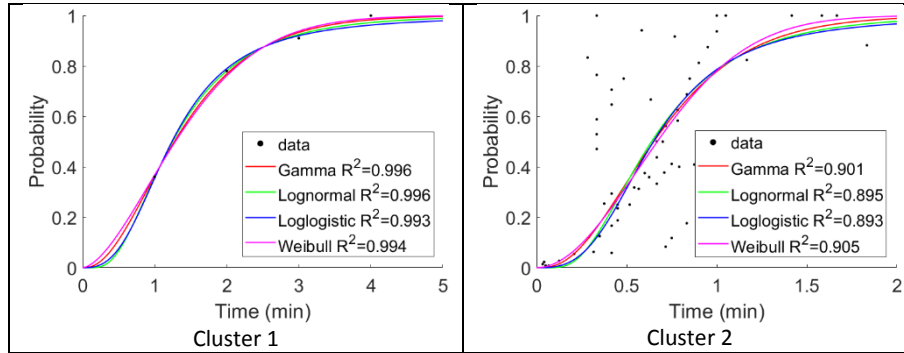 1
0.8
0.6
0.4
0.2
0
Probability
data
Gamma R²=0.996
Lognormal R²=0.996
Loglogistic R²=0.993
Weibull R²=0.994
0 1 2 3 4 5
Time (min)
Cluster 1
1
0.8
0.6
0.4
0.2
0
Probability
data
Gamma R²=0.901
Lognormal R²=0.895
Loglogistic R²=0.893
Weibull R²=0.905
0 0.5 1 1.5 2
Time (min)
Cluster 2